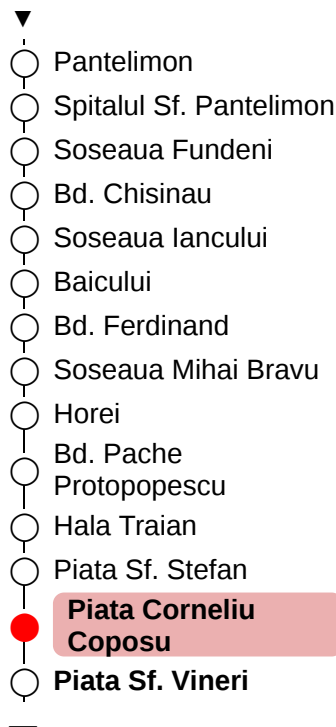 Pantelimon
Spitalul Sf. Pantelimon
Soseaua Fundeni
Bd. Chisinau
Soseaua Iancului
Baicului
Bd. Ferdinand
Soseaua Mihai Bravu
Horei
Bd. Pache
Protopopescu
Hala Traian
Piata Sf. Stefan
Piata Corneliu
Coposu
Piata Sf. Vineri